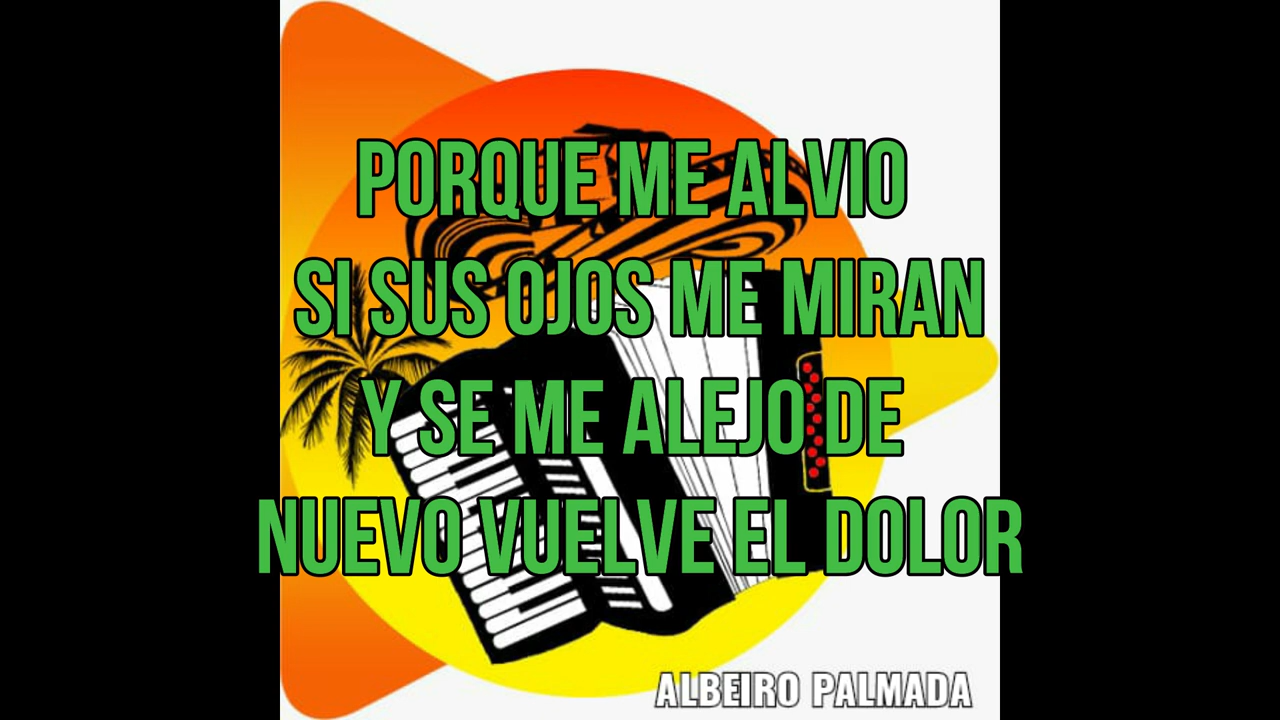 PORQUE ME ALVIO
SI SUS OJOS ME MIRAN
Y SE ME ALEJO DE
NUEVO VUELVE EL DOLOR
ALBEIRO PALMADA